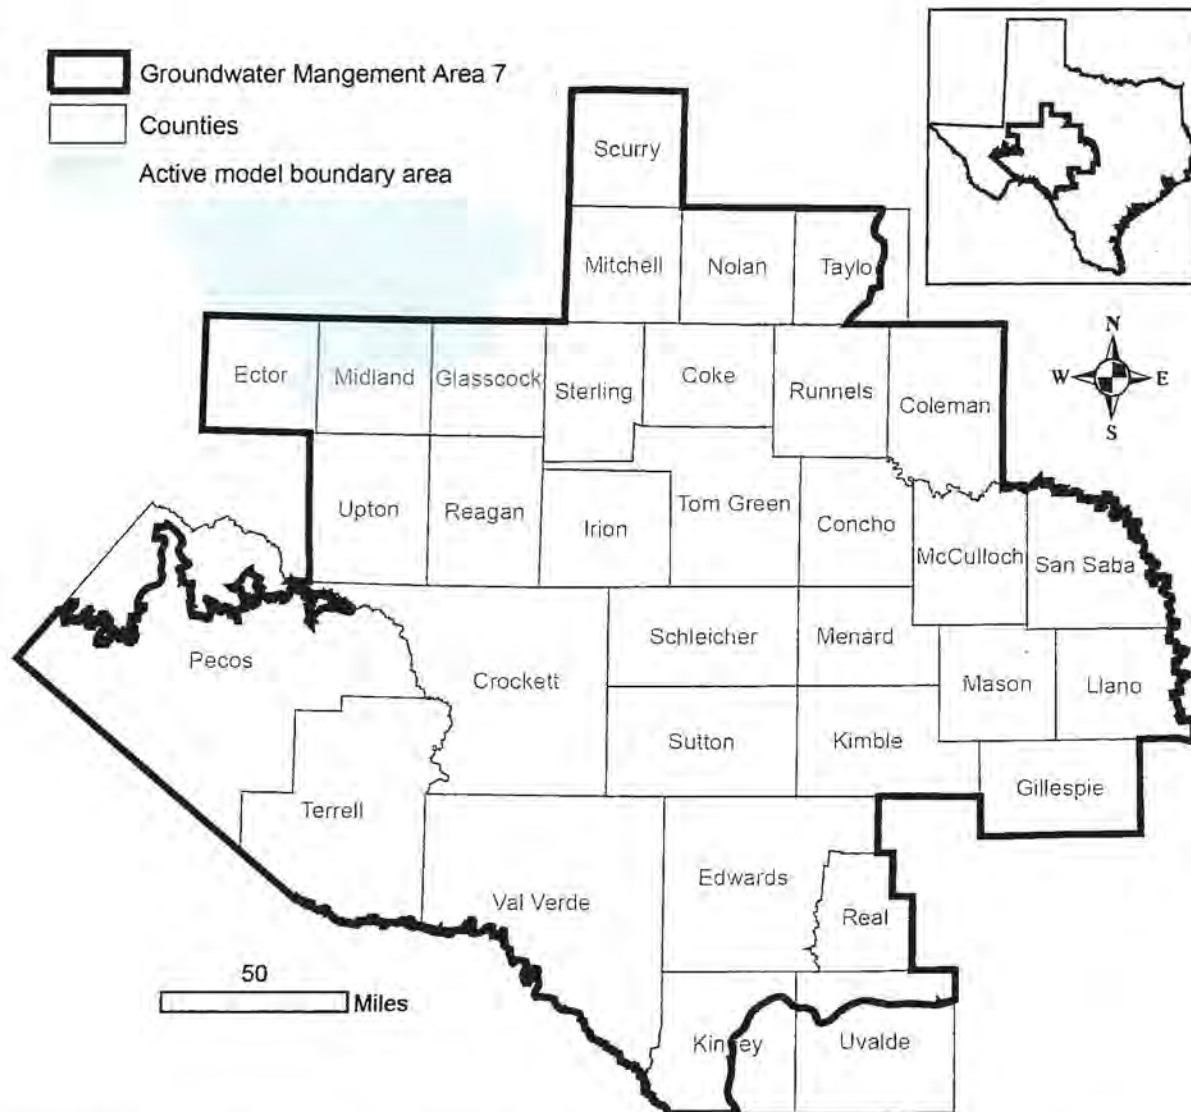 Groundwater Mangement Area 7
Counties
Active model boundary area
Scurry
Mitchell
Nolan
Taylo
N
W
E
S
Ector
Midland
Glasscock
Sterling
Coke
Runnels
Coleman
Upton
Reagan
Irion
Tom Green
Concho
McCulloch
San Saba
Pecos
Crockett
Schleicher
Menard
Mason
Llano
Sutton
Kimble
Gillespie
Terrell
Val Verde
Edwards
Real
50
Miles
Kinney
Uvalde